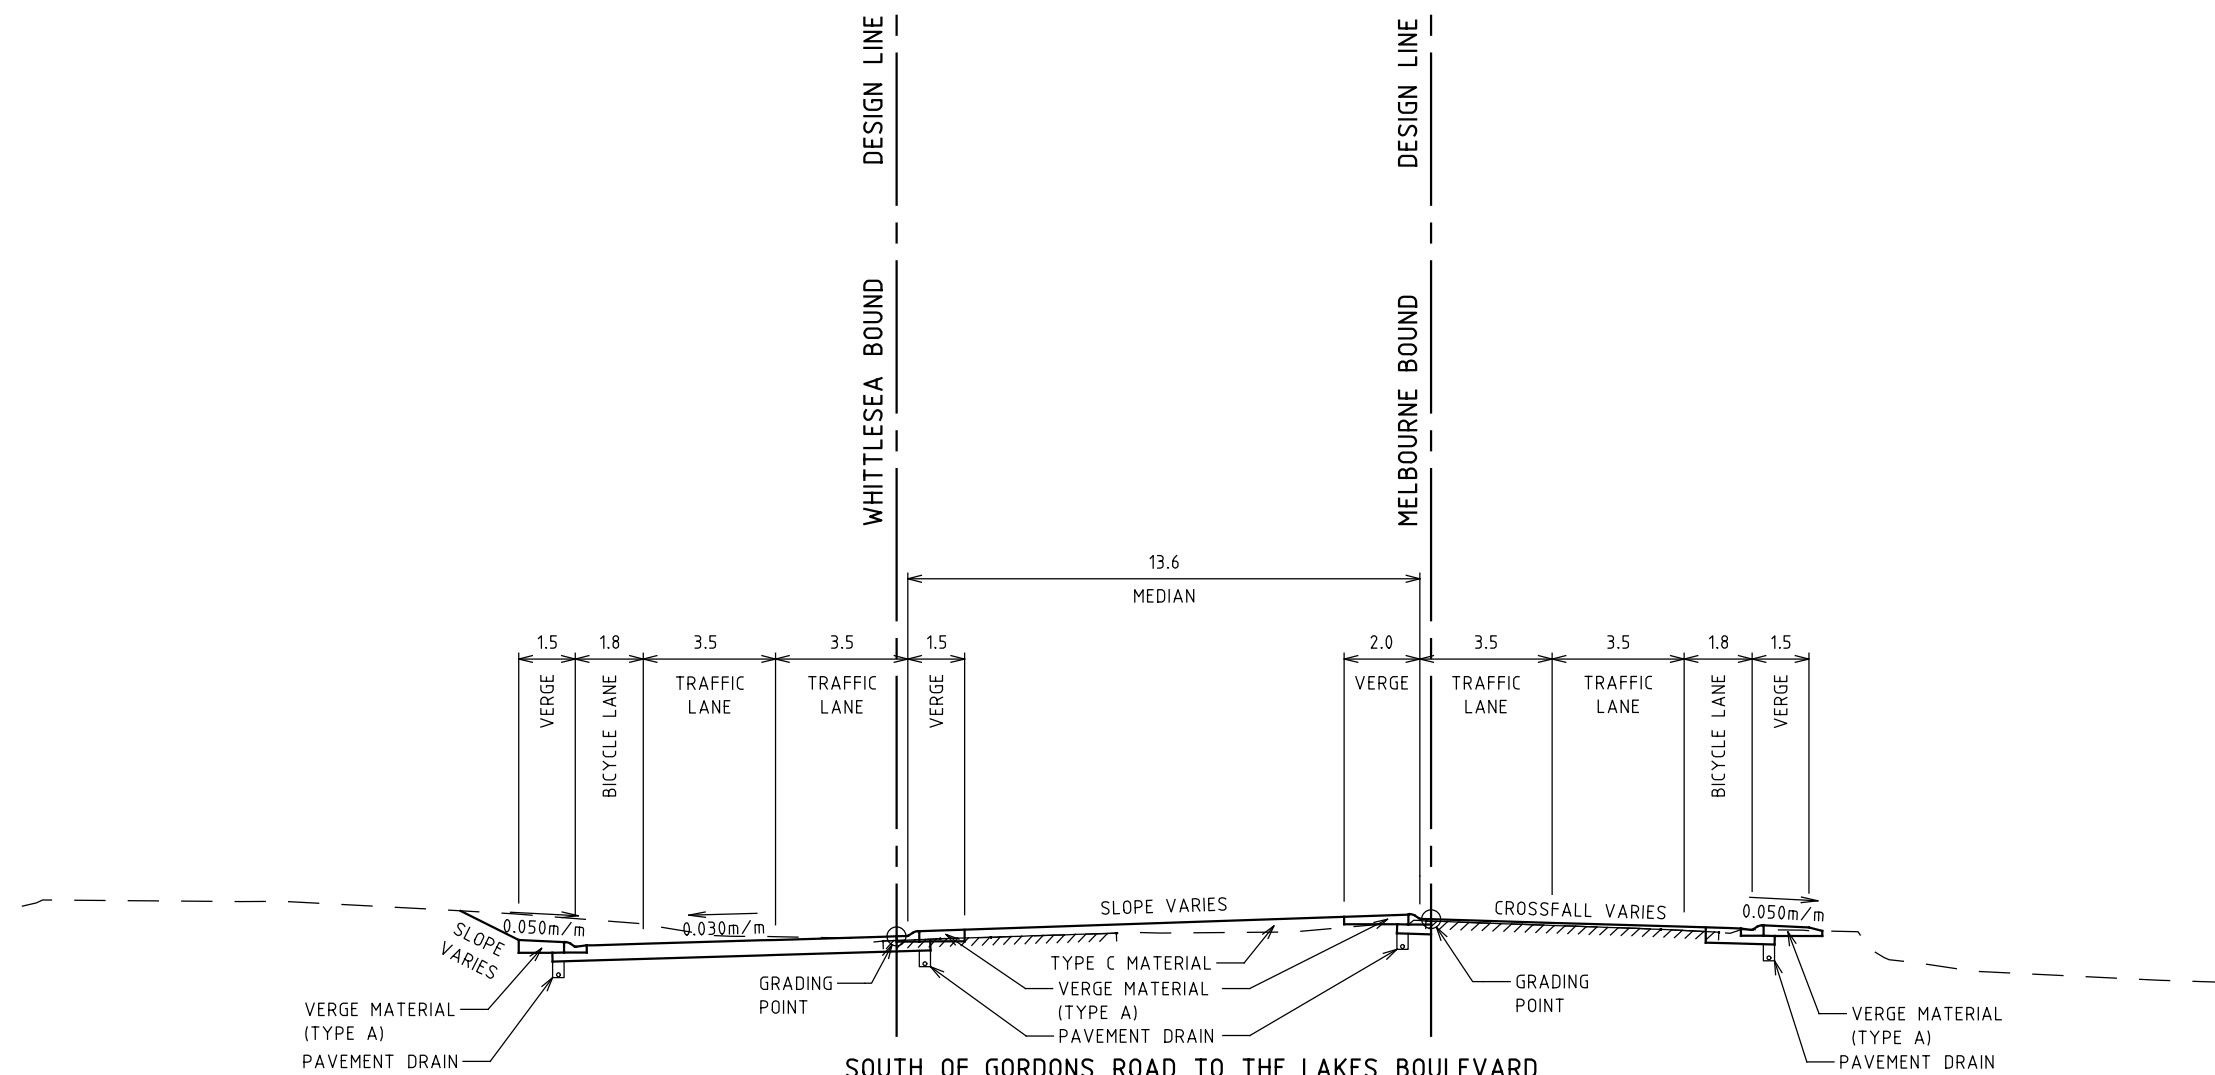 WHITTLESEA BOUND DESIGN LINE
MELBOURNE BOUND DESIGN LINE
13.6
MEDIAN
1.5
1.8
3.5
3.5
1.5
2.0
3.5
3.5
1.8
1.5
VERGE
BICYCLE LANE
TRAFFIC
LANE
TRAFFIC
LANE
VERGE
VERGE
TRAFFIC
LANE
TRAFFIC
LANE
BICYCLE LANE
VERGE
0.050m/m
0.030m/m
SLOPE VARIES
CROSSFALL VARIES
0.050m/m
SLOPE
VARIES
GRADING
POINT
TYPE C MATERIAL
VERGE MATERIAL
(TYPE A)
PAVEMENT DRAIN
GRADING
POINT
VERGE MATERIAL
(TYPE A)
PAVEMENT DRAIN
VERGE MATERIAL
(TYPE A)
PAVEMENT DRAIN
SOUTH OF GORDONS ROAD TO THE LAKES BOULEVARD